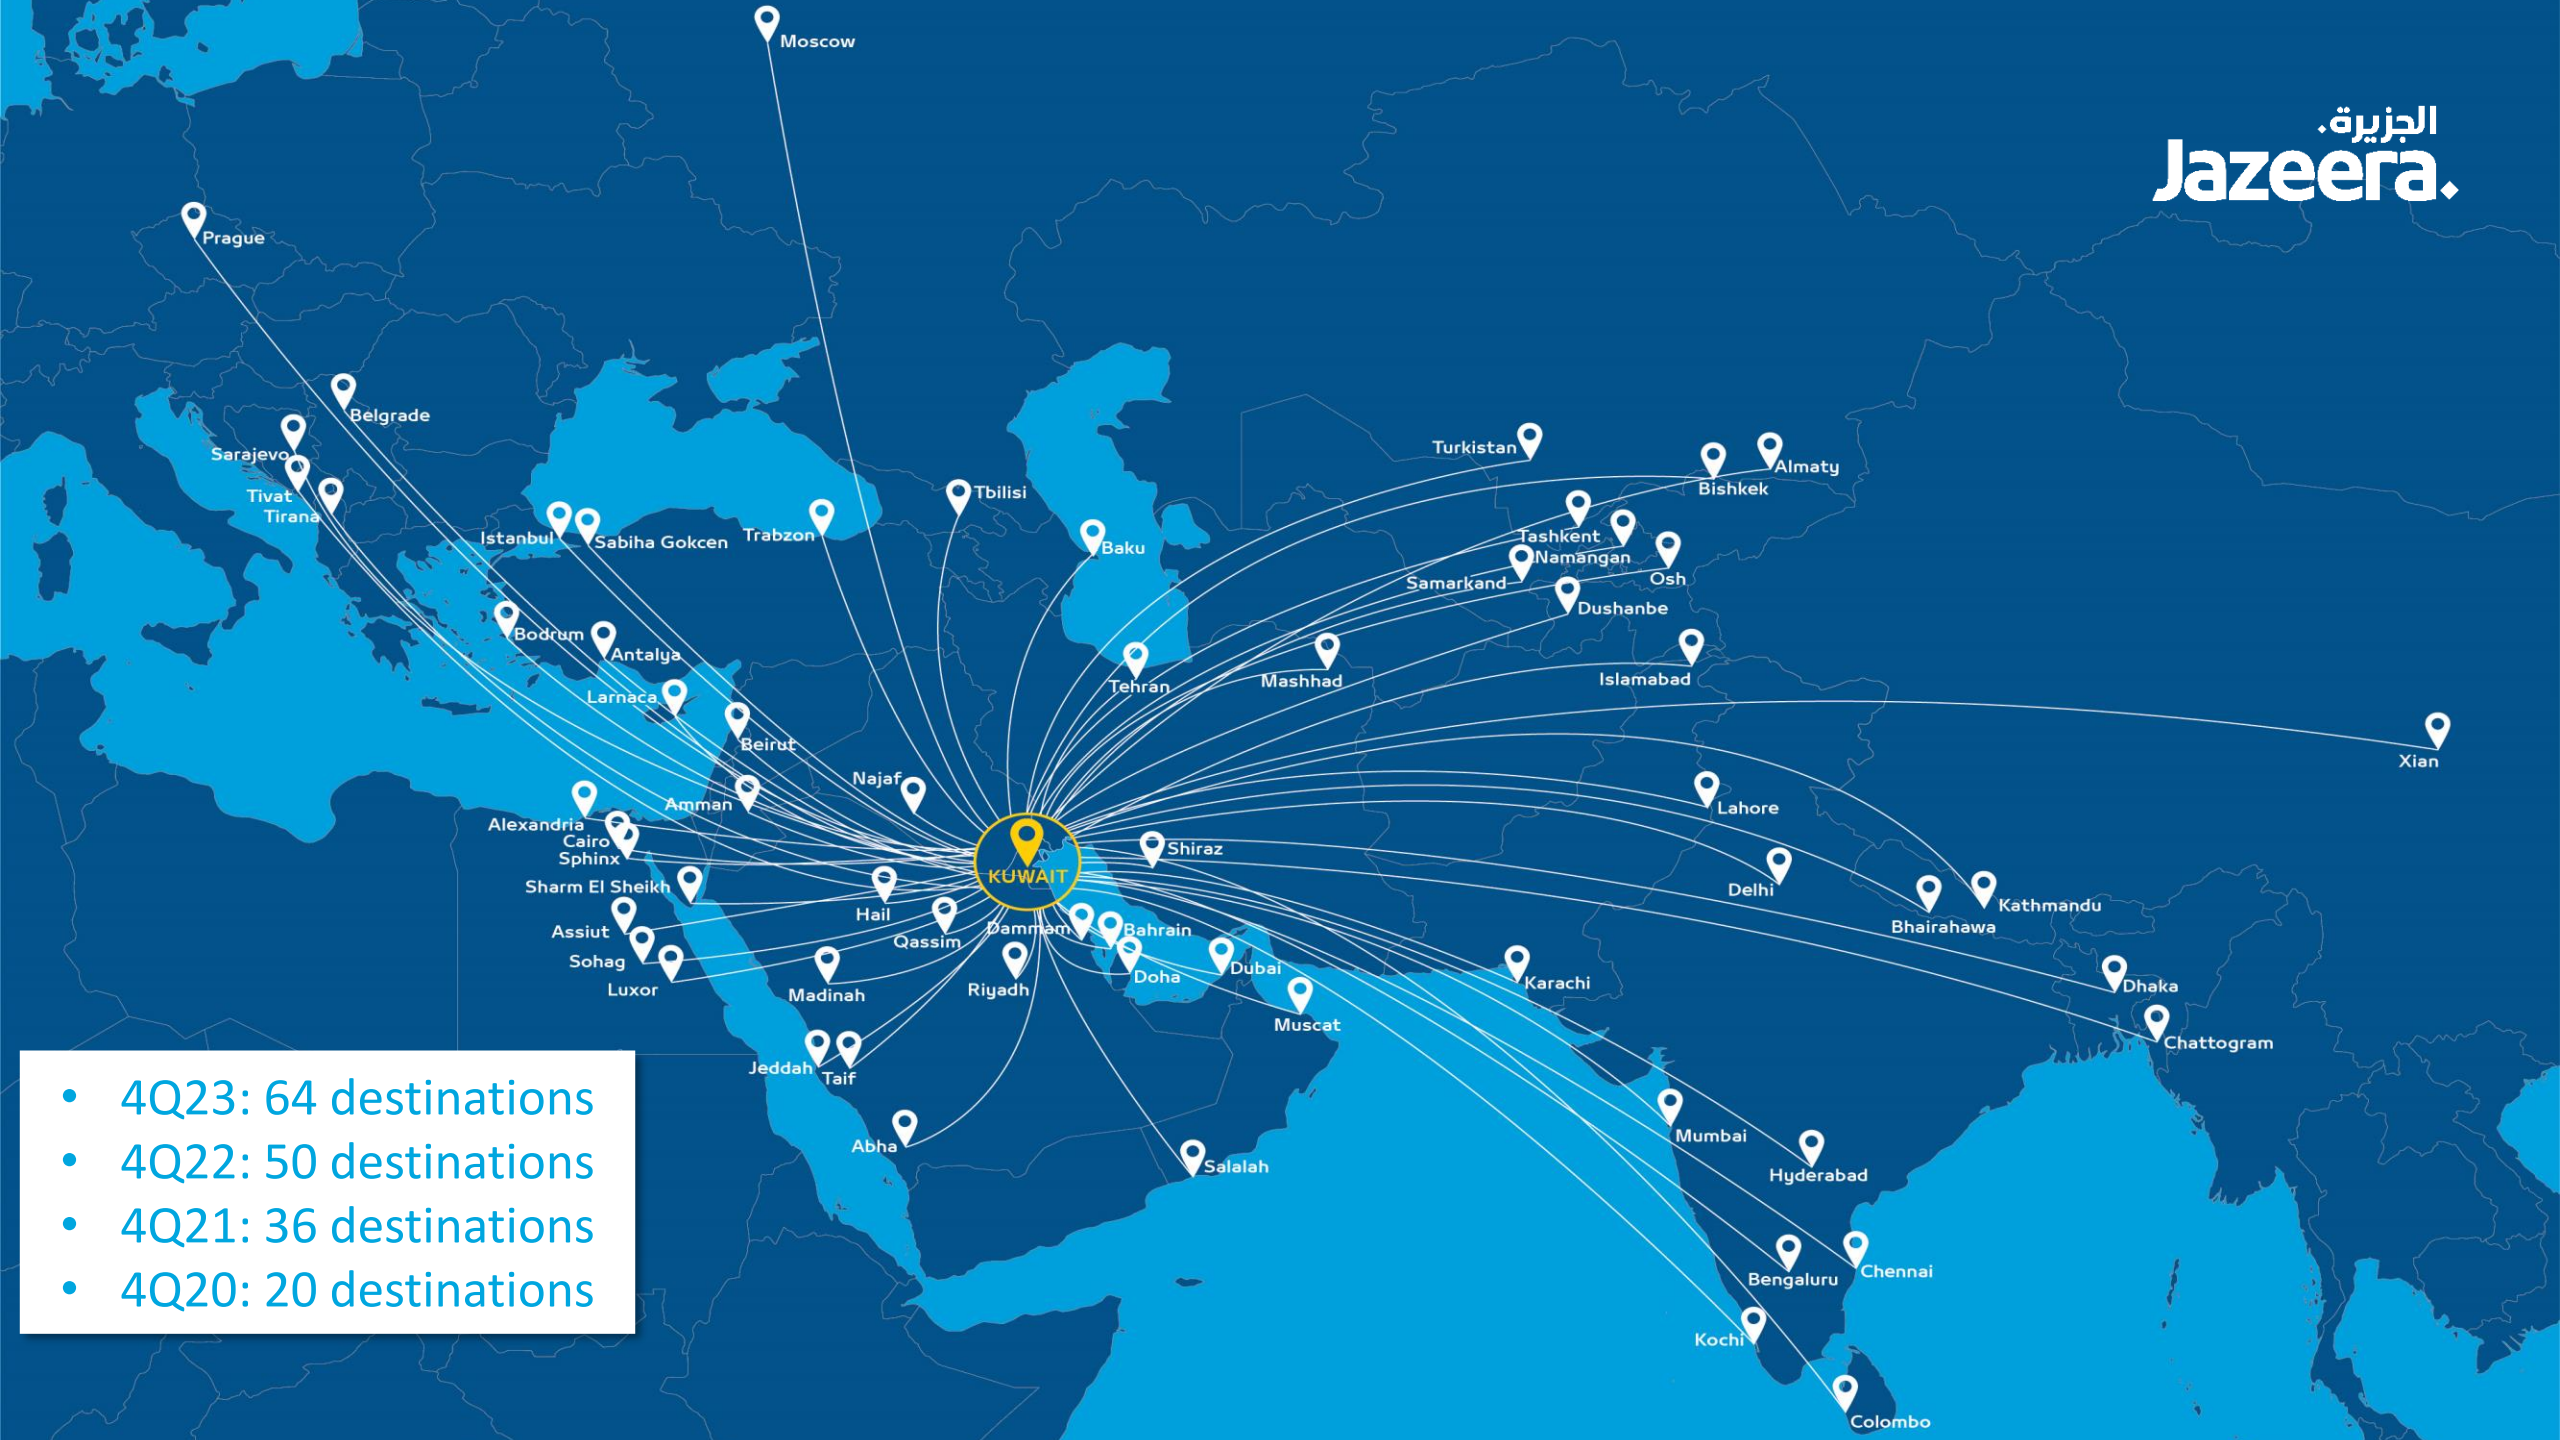 Moscow
الجزيرة.
Jazeera.
Prague
Belgrade
Sarajevo
Tivat
Tirana
Istanbul
Sabiha Gokcen
Trabzon
Tbilisi
Baku
Turkistan
Almaty
Bishkek
Tashkent
Namangan
Samarkand
Osh
Dushanbe
Bodrum
Antalya
Larnaca
Beirut
Tehran
Mashhad
Islamabad
Xian
Najaf
Amman
Alexandria
Cairo
Sphinx
KUWAIT
Shiraz
Lahore
Delhi
Bhairahawa
Kathmandu
Sharm El Sheikh
Assiut
Sohag
Luxor
Hail
Qassim
Dammam
Bahrain
Doha
Dubai
Riyadh
Madinah
Muscat
Karachi
Dhaka
Chattogram
Jeddah
Taif
Abha
Salalah
Mumbai
Hyderabad
Bengaluru
Chennai
Kochi
Colombo
• 4Q23: 64 destinations
• 4Q22: 50 destinations
• 4Q21: 36 destinations
• 4Q20: 20 destinations